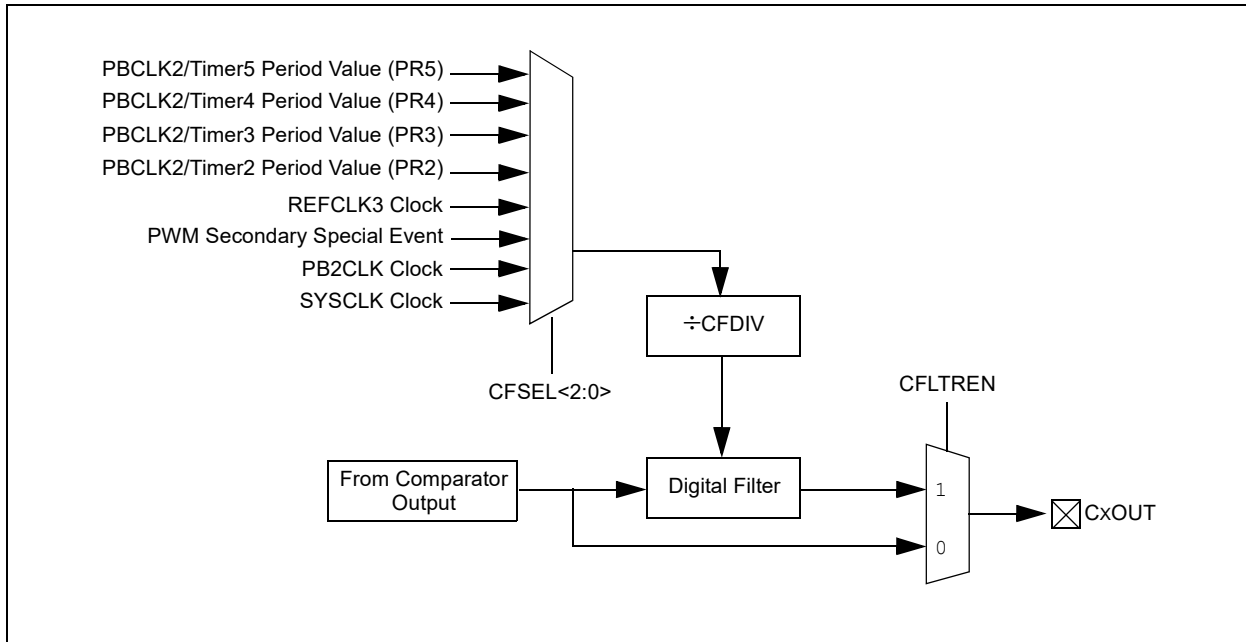 PBCLK2/Timer5 Period Value (PR5)
PBCLK2/Timer4 Period Value (PR4)
PBCLK2/Timer3 Period Value (PR3)
PBCLK2/Timer2 Period Value (PR2)
REFCLK3 Clock
PWM Secondary Special Event
PB2CLK Clock
SYSCLK Clock
÷CFDIV
CFSEL<2:0>
CFLTREN
From Comparator
Output
Digital Filter
1
0
CxOUT